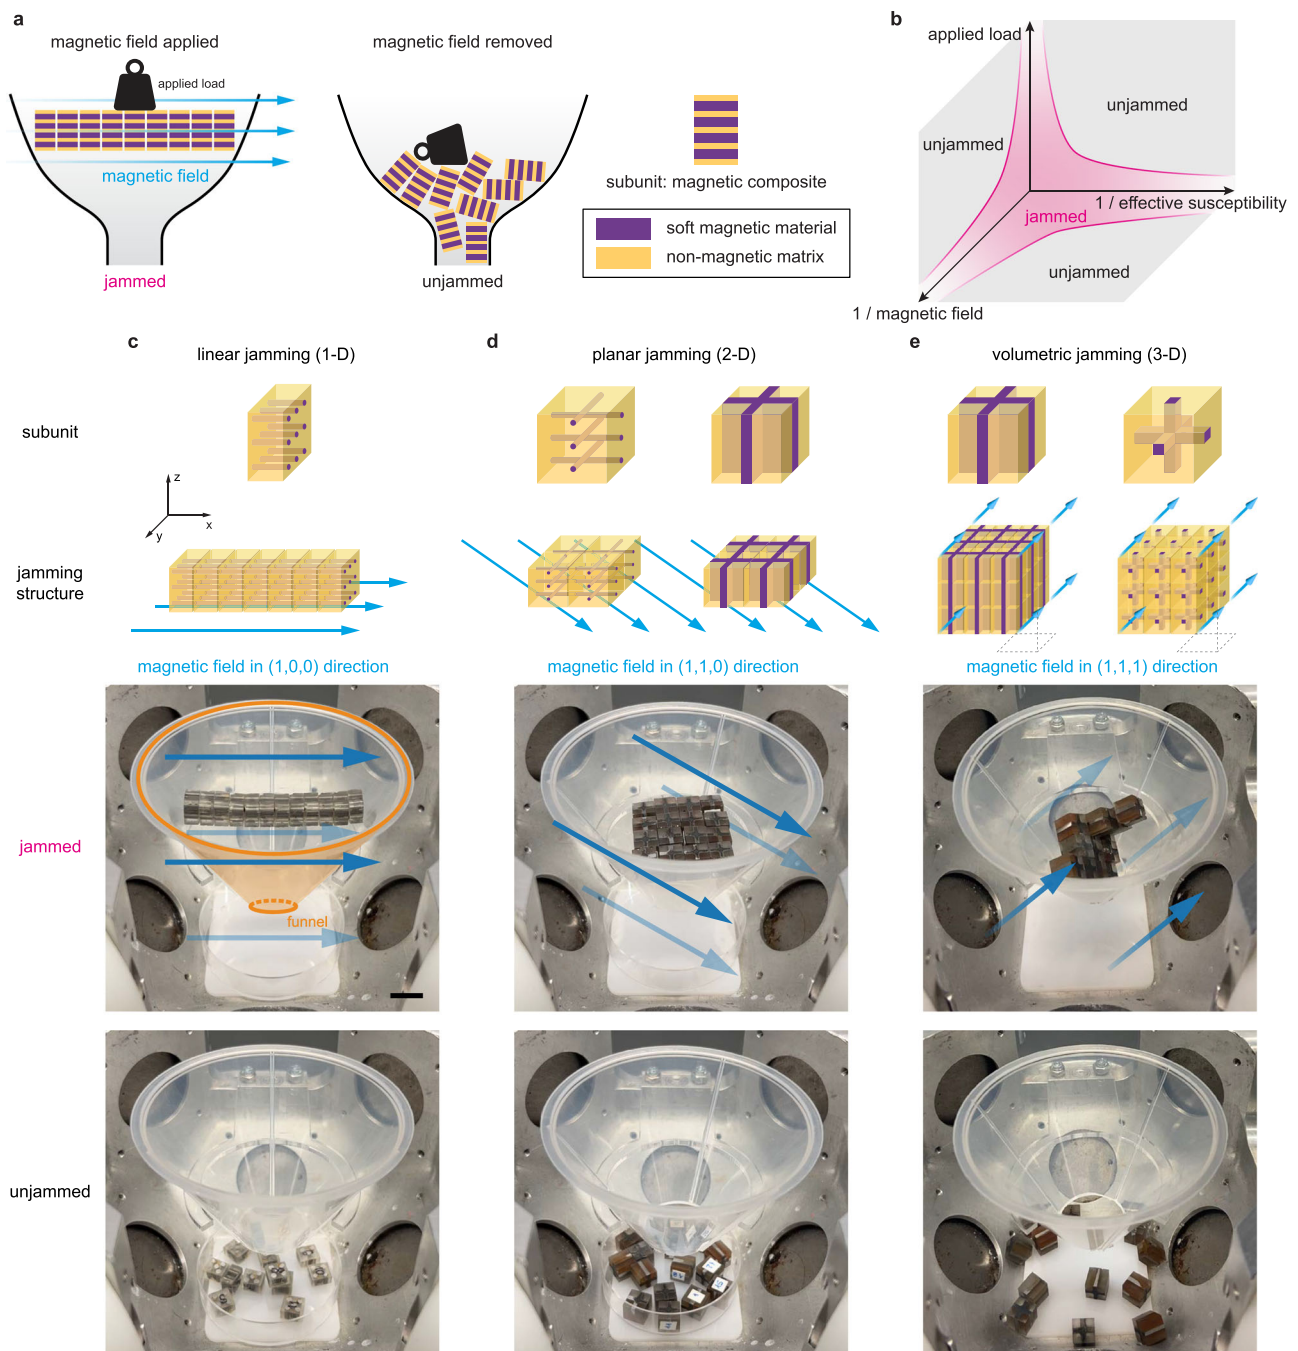 a
magnetic field applied
applied load
magnetic field
jammed
magnetic field removed
unjammed
subunit: magnetic composite
soft magnetic material
non-magnetic matrix
b
applied load
unjammed
unjammed
jammed
1 / effective susceptibility
unjammed
1 / magnetic field
c
linear jamming (1-D)
d
planar jamming (2-D)
e
volumetric jamming (3-D)
subunit
z
x
y
jamming
structure
magnetic field in (1,0,0) direction
magnetic field in (1,1,0) direction
magnetic field in (1,1,1) direction
jammed
funnel
unjammed